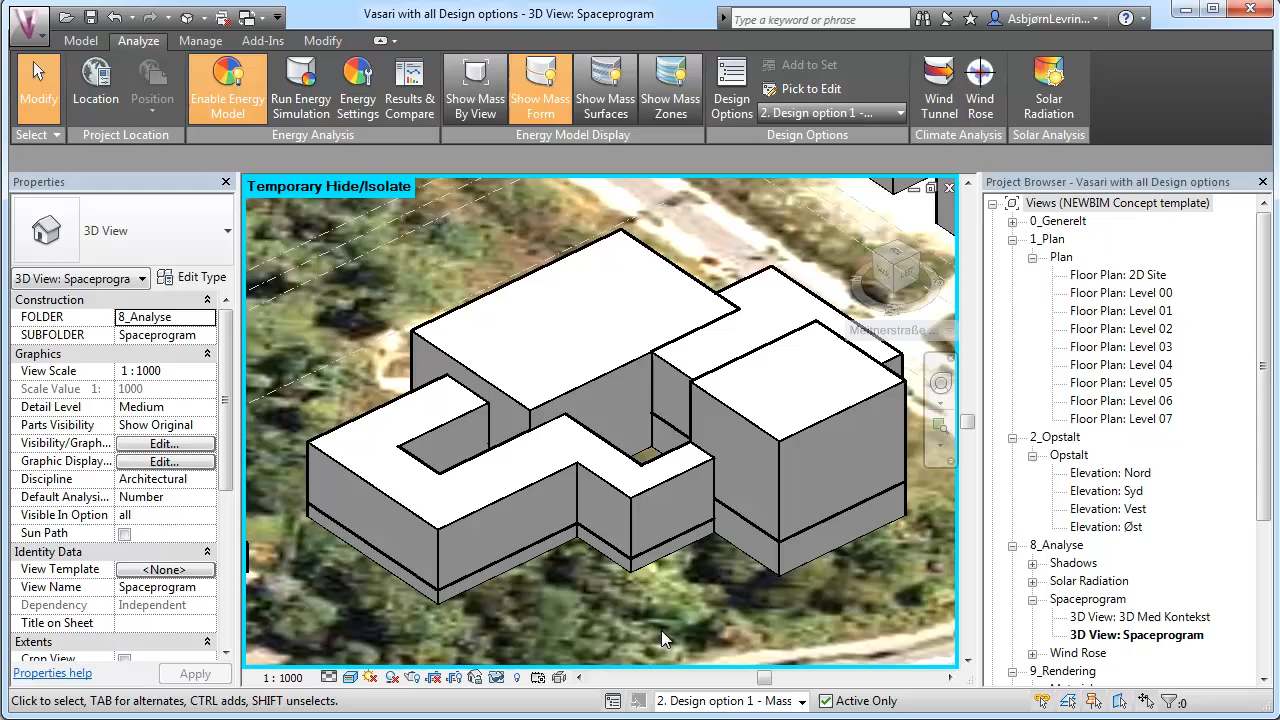 Vasari with all Design options - 3D View: Spaceprogram
Type a keyword or phrase
AsbjørnLevrin...
Model Analyze Manage Add-Ins Modify
Modify
Location
Position
Enable Energy Model
Run Energy Simulation
Energy Settings
Results & Compare
Show Mass By View
Show Mass Form
Show Mass Surfaces
Show Mass Zones
Design Options
Add to Set
Pick to Edit
2. Design option 1 -...
Wind Tunnel
Wind Rose
Solar Radiation
Select
Project Location
Energy Analysis
Energy Model Display
Design Options
Climate Analysis
Solar Analysis
Properties
3D View
3D View: Spaceprogra
Edit Type
Construction
FOLDER 8_Analyse
SUBFOLDER Spaceprogram
Graphics
View Scale 1 : 1000
Scale Value 1: 1000
Detail Level Medium
Parts Visibility Show Original
Visibility/Graph... Edit...
Graphic Display... Edit...
Discipline Architectural
Default Analysi... Number
Visible In Option all
Sun Path
Identity Data
View Template <None>
View Name Spaceprogram
Dependency Independent
Title on Sheet
Extents
Crop View
Properties help
Apply
Temporary Hide/Isolate
1 : 1000
Project Browser - Vasari with all Design options
Views (NEWBIM Concept template)
0_Generelt
1_Plan
Plan
Floor Plan: 2D Site
Floor Plan: Level 00
Floor Plan: Level 01
Floor Plan: Level 02
Floor Plan: Level 03
Floor Plan: Level 04
Floor Plan: Level 05
Floor Plan: Level 06
Floor Plan: Level 07
2_Opstalt
Opstalt
Elevation: Nord
Elevation: Syd
Elevation: Vest
Elevation: Øst
8_Analyse
Shadows
Solar Radiation
Spaceprogram
3D View: 3D Med Kontekst
3D View: Spaceprogram
Wind Rose
9_Rendering
Click to select, TAB for alternates, CTRL adds, SHIFT unselects.
2. Design option 1 - Mass
Active Only
:0